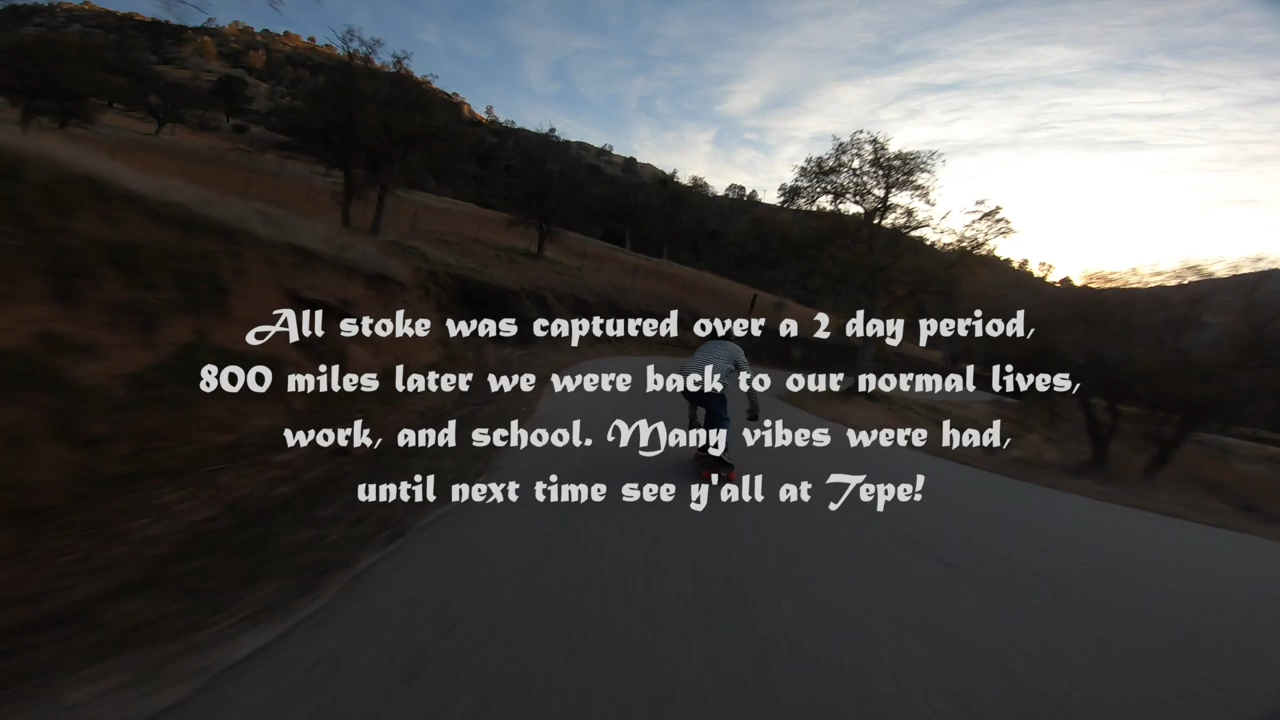 All stoke was captured over a 2 day period,
800 miles later we were back to our normal lives,
work, and school. Many vibes were had,
until next time see y'all at Tepe!